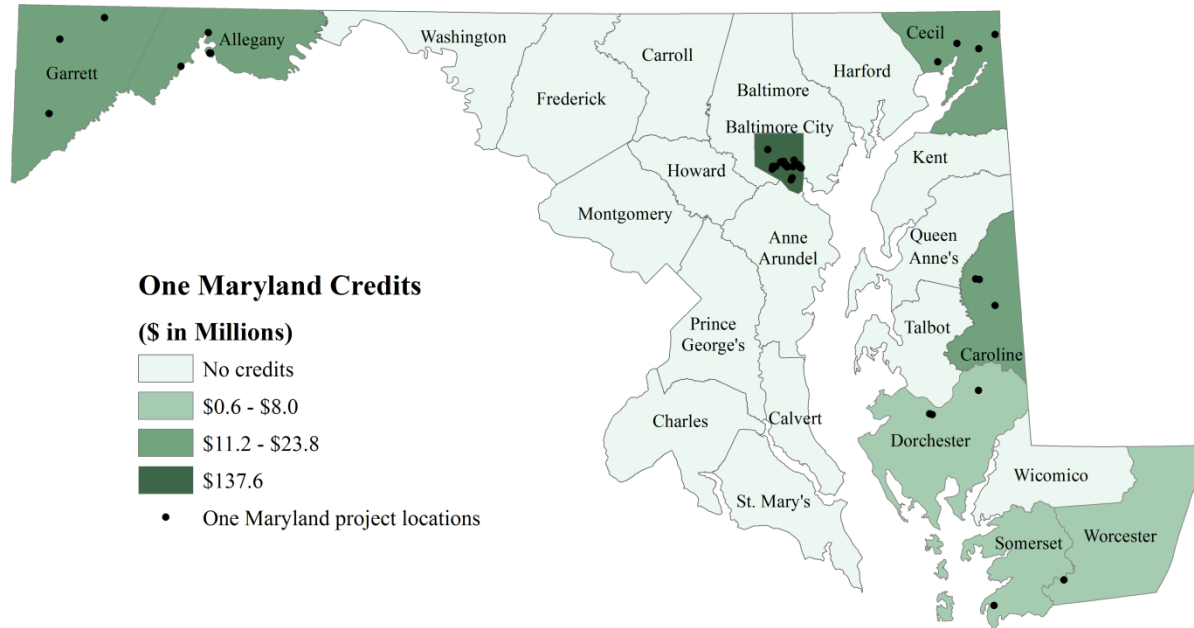 Garrett
Allegany
Washington
Frederick
Carroll
Baltimore
Harford
Cecil
Baltimore City
Howard
Montgomery
Kent
Queen
Anne's
Anne
Arundel
Prince
George's
Talbot
Caroline
Charles
Calvert
Dorchester
St. Mary's
Wicomico
Somerset
Worcester
One Maryland Credits
($ in Millions)
No credits
$0.6 - $8.0
$11.2 - $23.8
$137.6
One Maryland project locations